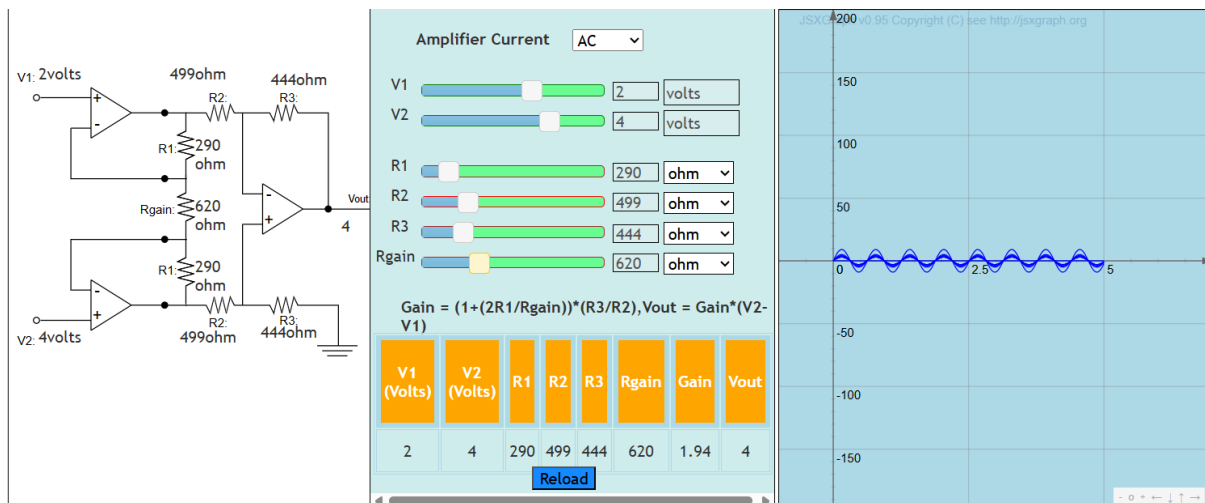 V1: 2volts
499ohm
R2:
444ohm
R3:
+
-
R1: 290
ohm
Rgain: 620
ohm
-
+
Vout
4
R1: 290
ohm
-
+
R2:
499ohm
R3:
444ohm
V2: 4volts
Amplifier Current AC
V1 2 volts
V2 4 volts
R1 290 ohm
R2 499 ohm
R3 444 ohm
Rgain 620 ohm
Gain = (1+(2R1/Rgain))*(R3/R2),Vout = Gain*(V2-
V1)
V1 (Volts) V2 (Volts) R1 R2 R3 Rgain Gain Vout
2 4 290 499 444 620 1.94 4
Reload
JSXGraph v0.95 Copyright (C) see http://jsxgraph.org
200
150
100
50
0 2.5 5
-50
-100
-150
- o + ← ↓ ↑ →